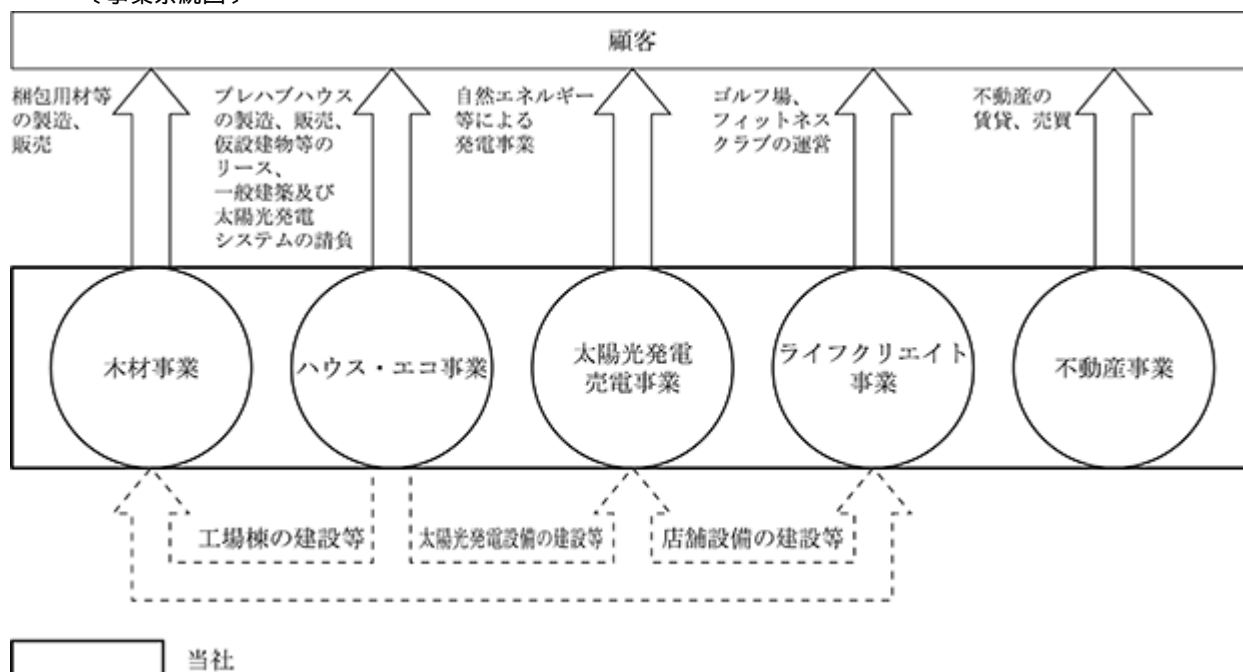 〈事業系統図〉
顧客
梱包用材等
の製造、
販売
プレハブハウス
の製造、販売、
仮設建物等の
リース、
一般建築及び
太陽光発電
システムの請負
自然エネルギー
等による
発電事業
ゴルフ場、
フィットネス
クラブの運営
不動産の
賃貸、売買
木材事業
ハウス・エコ事業
太陽光発電
売電事業
ライフクリエイト
事業
不動産事業
工場棟の建設等
太陽光発電設備の建設等
店舗設備の建設等
当社